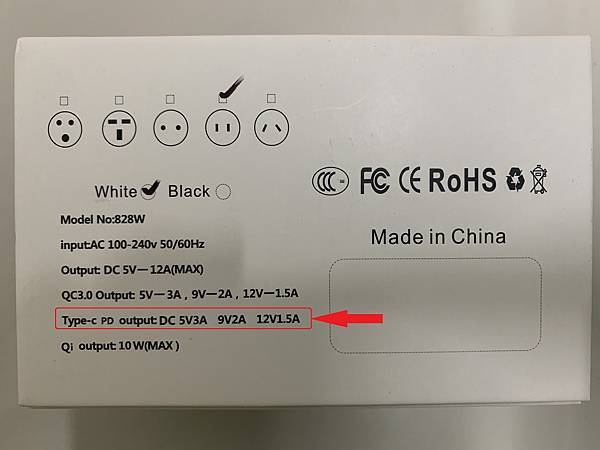 White Black
Model No:828W
input:AC 100-240v 50/60Hz
Output: DC 5V—12A(MAX)
QC3.0 Output: 5V—3A , 9V—2A , 12V—1.5A
Type-c PD output: DC 5V3A 9V2A 12V1.5A
Qi output: 10W(MAX)
CCC FC CE RoHS
Made in China